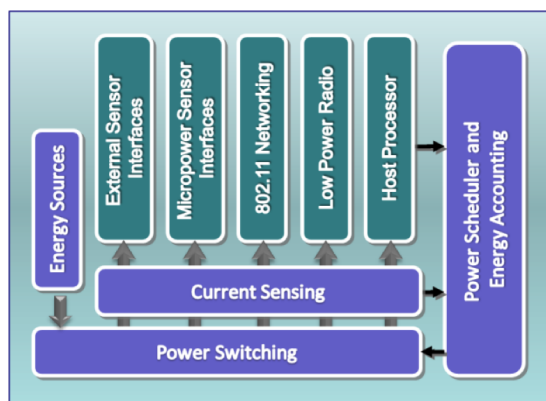 Energy Sources
External Sensor
Interfaces
Micropower Sensor
Interfaces
802.11 Networking
Low Power Radio
Host Processor
Power Scheduler and
Energy Accounting
Current Sensing
Power Switching